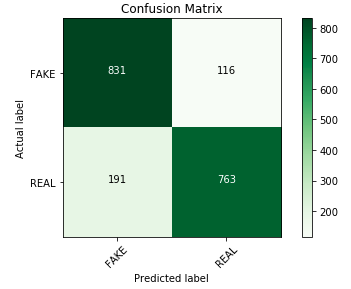 Confusion Matrix
Actual label
FAKE
831
116
REAL
191
763
FAKE
REAL
Predicted label
800
700
600
500
400
300
200